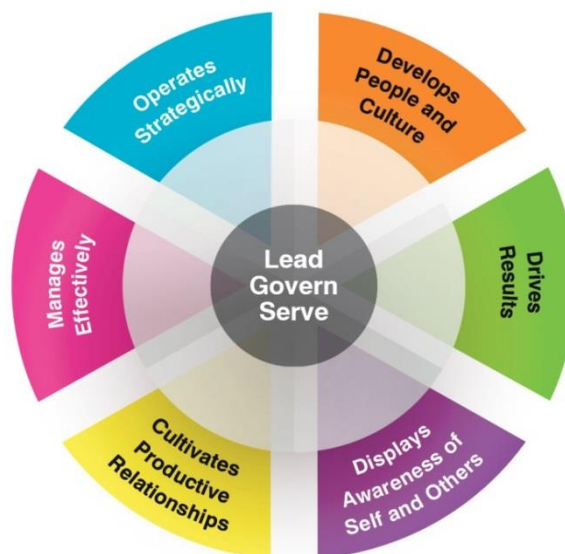 Operates
Strategically
Develops
People and
Culture
Drives
Results
Displays
Awareness of
Self and Others
Cultivates
Productive
Relationships
Manages
Effectively
Lead
Govern
Serve